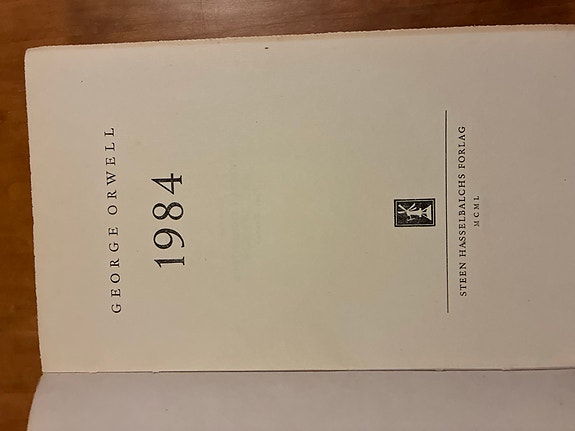 GEORGE ORWELL
1984
STEEN HASSELBALCHS FORLAG
MCML